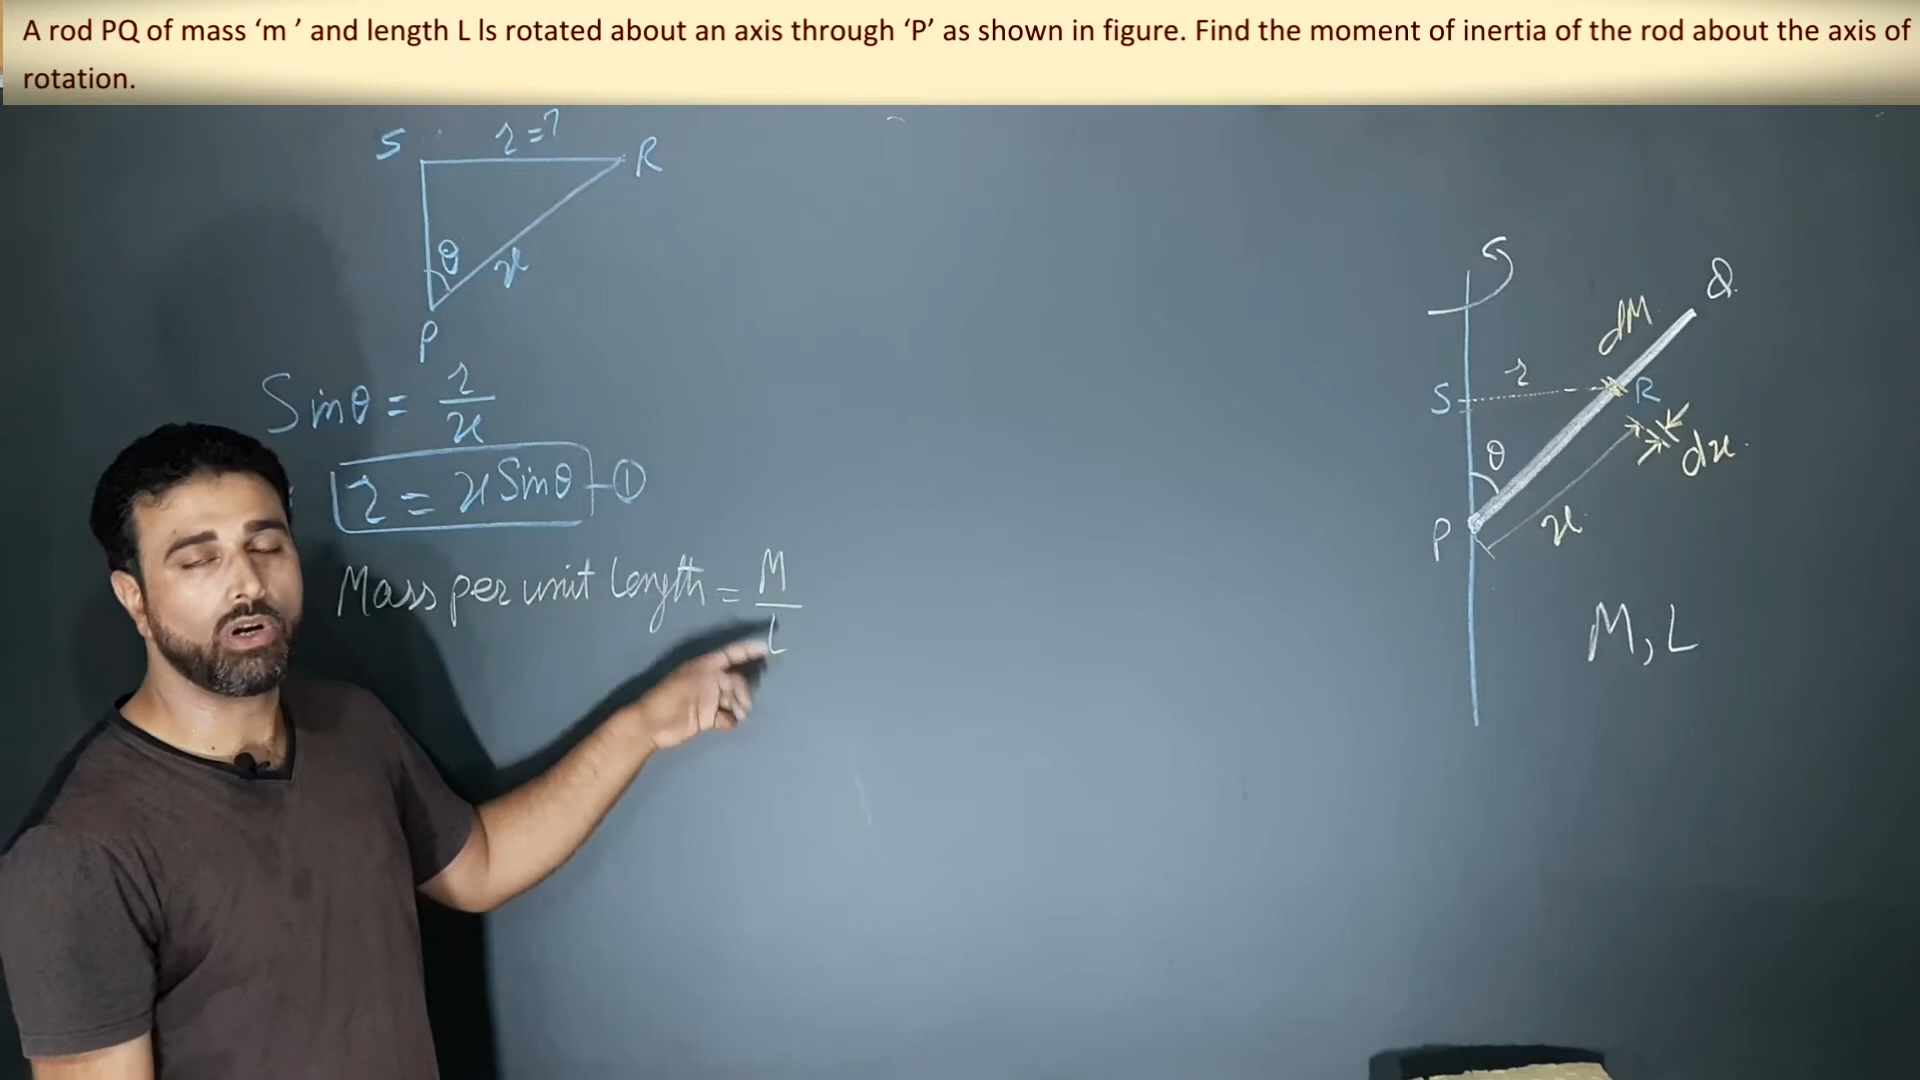 A rod PQ of mass ‘m ’ and length L ls rotated about an axis through ‘P’ as shown in figure. Find the moment of inertia of the rod about the axis of
rotation.
S r=? R
θ x
P
Sinθ = r/x
r = x Sinθ -①
Mass per unit length = M/L
Q
dM
S r R
θ
dx
P x
M, L